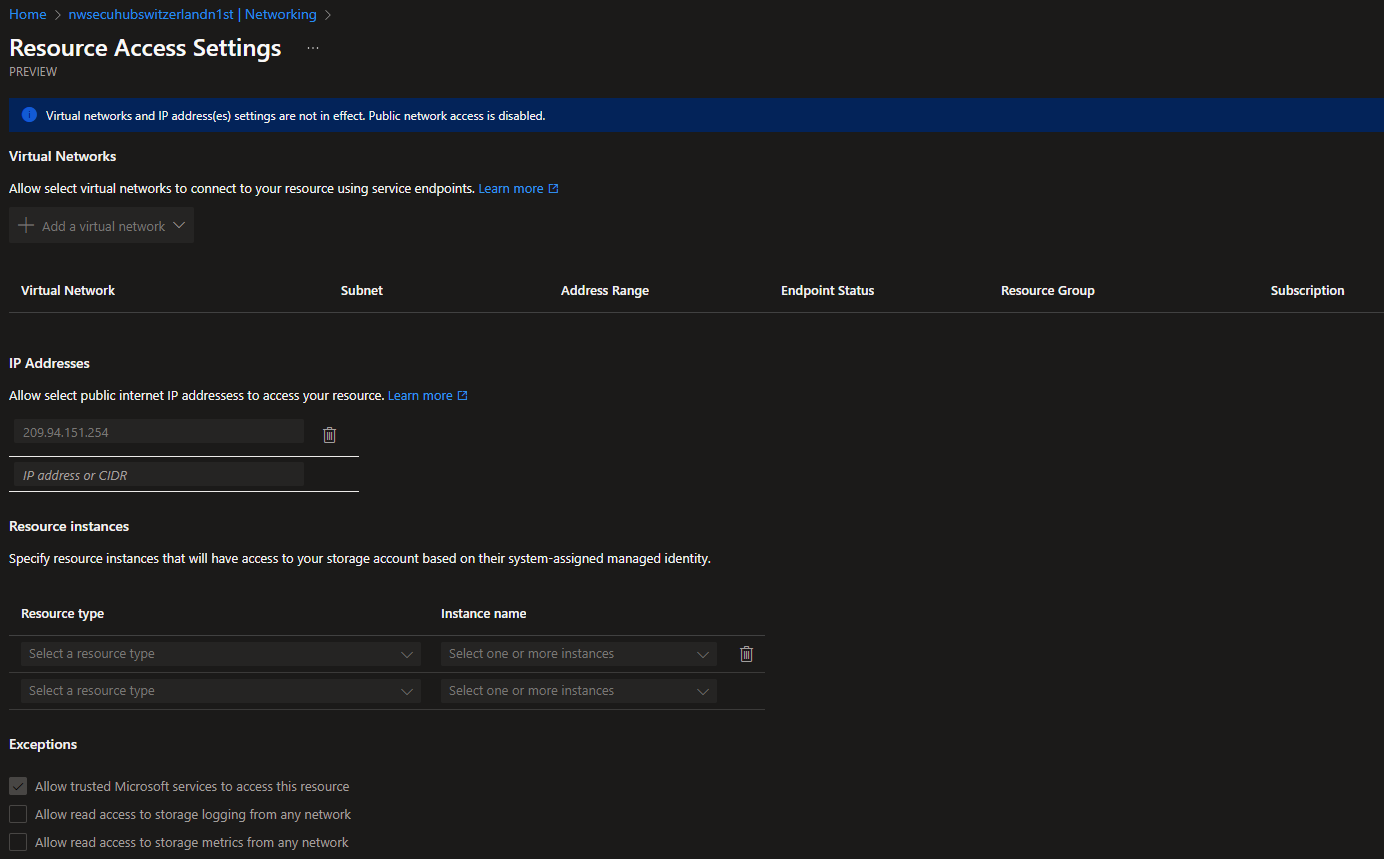 Home > nwsecuhubswitzerlandn1st | Networking >
Resource Access Settings ...
PREVIEW
Virtual networks and IP address(es) settings are not in effect. Public network access is disabled.
Virtual Networks
Allow select virtual networks to connect to your resource using service endpoints. Learn more
+ Add a virtual network
Virtual Network Subnet Address Range Endpoint Status Resource Group Subscription
IP Addresses
Allow select public internet IP addressess to access your resource. Learn more
209.94.151.254
IP address or CIDR
Resource instances
Specify resource instances that will have access to your storage account based on their system-assigned managed identity.
Resource type Instance name
Select a resource type Select one or more instances
Select a resource type Select one or more instances
Exceptions
Allow trusted Microsoft services to access this resource
Allow read access to storage logging from any network
Allow read access to storage metrics from any network